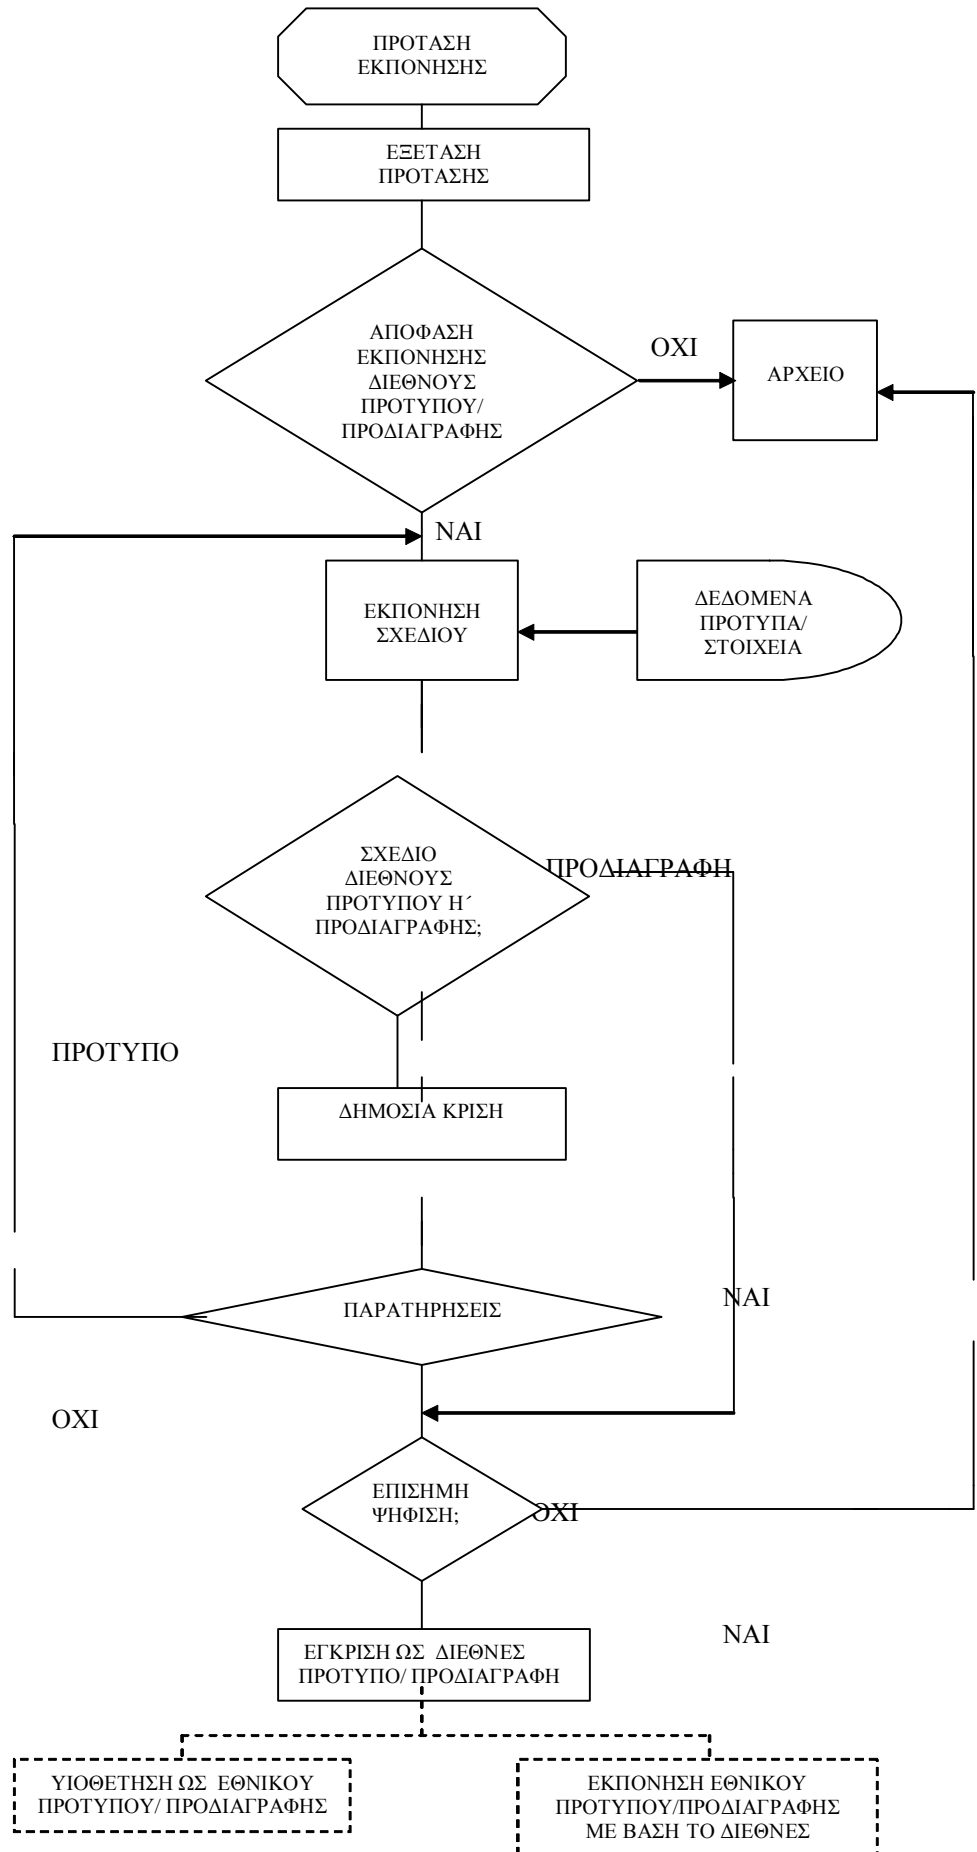 ΠΡΟΤΑΣΗ
ΕΚΠΟΝΗΣΗΣ
ΕΞΕΤΑΣΗ
ΠΡΟΤΑΣΗΣ
ΑΠΟΦΑΣΗ
ΕΚΠΟΝΗΣΗΣ
ΔΙΕΘΝΟΥΣ
ΠΡΟΤΥΠΟΥ/
ΠΡΟΔΙΑΓΡΑΦΗΣ
ΟΧΙ
ΑΡΧΕΙΟ
ΝΑΙ
ΕΚΠΟΝΗΣΗ
ΣΧΕΔΙΟΥ
ΔΕΔΟΜΕΝΑ
ΠΡΟΤΥΠΑ/
ΣΤΟΙΧΕΙΑ
ΣΧΕΔΙΟ
ΔΙΕΘΝΟΥΣ
ΠΡΟΤΥΠΟΥ Η΄
ΠΡΟΔΙΑΓΡΑΦΗΣ;
ΠΡΟΔΙΑΓΡΑΦΗ
ΠΡΟΤΥΠΟ
ΔΗΜΟΣΙΑ ΚΡΙΣΗ
ΠΑΡΑΤΗΡΗΣΕΙΣ
ΝΑΙ
ΟΧΙ
ΕΠΙΣΗΜΗ
ΨΗΦΙΣΗ;
ΟΧΙ
ΝΑΙ
ΕΓΚΡΙΣΗ ΩΣ ΔΙΕΘΝΕΣ
ΠΡΟΤΥΠΟ/ ΠΡΟΔΙΑΓΡΑΦΗ
ΥΙΟΘΕΤΗΣΗ ΩΣ ΕΘΝΙΚΟΥ
ΠΡΟΤΥΠΟΥ/ ΠΡΟΔΙΑΓΡΑΦΗΣ
ΕΚΠΟΝΗΣΗ ΕΘΝΙΚΟΥ
ΠΡΟΤΥΠΟΥ/ΠΡΟΔΙΑΓΡΑΦΗΣ
ΜΕ ΒΑΣΗ ΤΟ ΔΙΕΘΝΕΣ